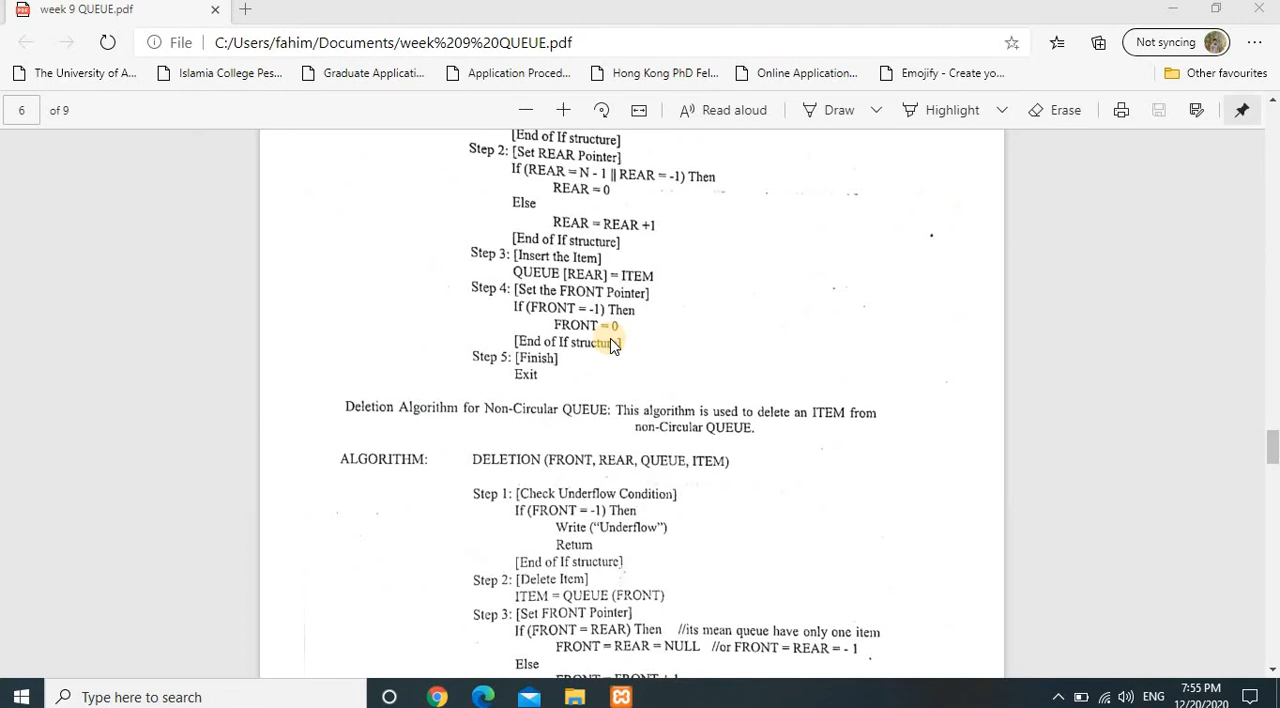 week 9 QUEUE.pdf
File
C:/Users/fahim/Documents/week%209%20QUEUE.pdf
Not syncing
The University of A...
Islamia College Pes...
Graduate Applicati...
Application Proced...
Hong Kong PhD Fel...
Online Application...
Emojify - Create yo...
Other favourites
6 of 9
Read aloud
Draw
Highlight
Erase
[End of If structure]
Step 2: [Set REAR Pointer]
If (REAR = N - 1 || REAR = -1) Then
REAR = 0
Else
REAR = REAR +1
[End of If structure]
Step 3: [Insert the Item]
QUEUE [REAR] = ITEM
Step 4: [Set the FRONT Pointer]
If (FRONT = -1) Then
FRONT = 0
[End of If structure]
Step 5: [Finish]
Exit
Deletion Algorithm for Non-Circular QUEUE: This algorithm is used to delete an ITEM from
non-Circular QUEUE.
ALGORITHM: DELETION (FRONT, REAR, QUEUE, ITEM)
Step 1: [Check Underflow Condition]
If (FRONT = -1) Then
Write (“Underflow”)
Return
[End of If structure]
Step 2: [Delete Item]
ITEM = QUEUE (FRONT)
Step 3: [Set FRONT Pointer]
If (FRONT = REAR) Then //its mean queue have only one item
FRONT = REAR = NULL //or FRONT = REAR = - 1
Else
FRONT = FRONT + 1
Type here to search
ENG
7:55 PM
12/20/2020